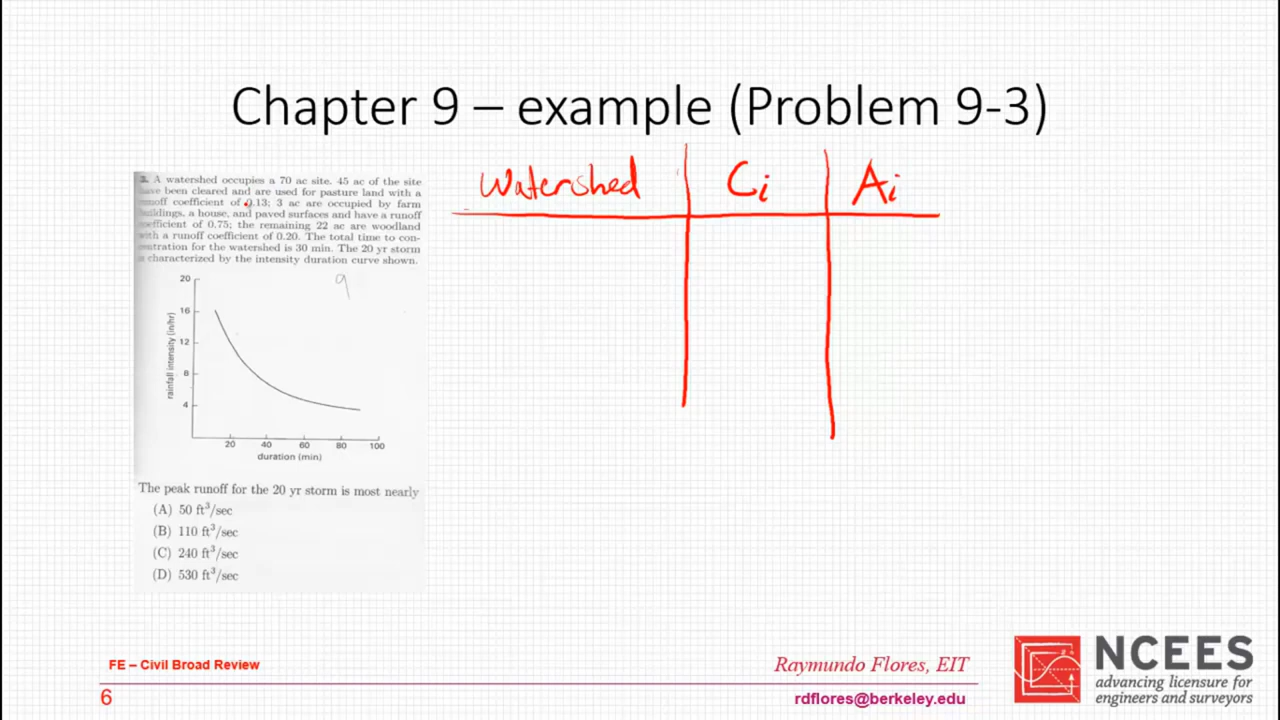 Chapter 9 – example (Problem 9-3)
3. A watershed occupies a 70 ac site. 45 ac of the site
have been cleared and are used for pasture land with a
runoff coefficient of 0.13; 3 ac are occupied by farm
buildings, a house, and paved surfaces and have a runoff
coefficient of 0.75; the remaining 22 ac are woodland
with a runoff coefficient of 0.20. The total time to con-
centration for the watershed is 30 min. The 20 yr storm
is characterized by the intensity duration curve shown.
Watershed Ci Ai
9
20
16
12
8
4
rainfall intensity (in/hr)
20 40 60 80 100
duration (min)
The peak runoff for the 20 yr storm is most nearly
(A) 50 ft³/sec
(B) 110 ft³/sec
(C) 240 ft³/sec
(D) 530 ft³/sec
FE – Civil Broad Review
6
Raymundo Flores, EIT
rdflores@berkeley.edu
NCEES
advancing licensure for
engineers and surveyors